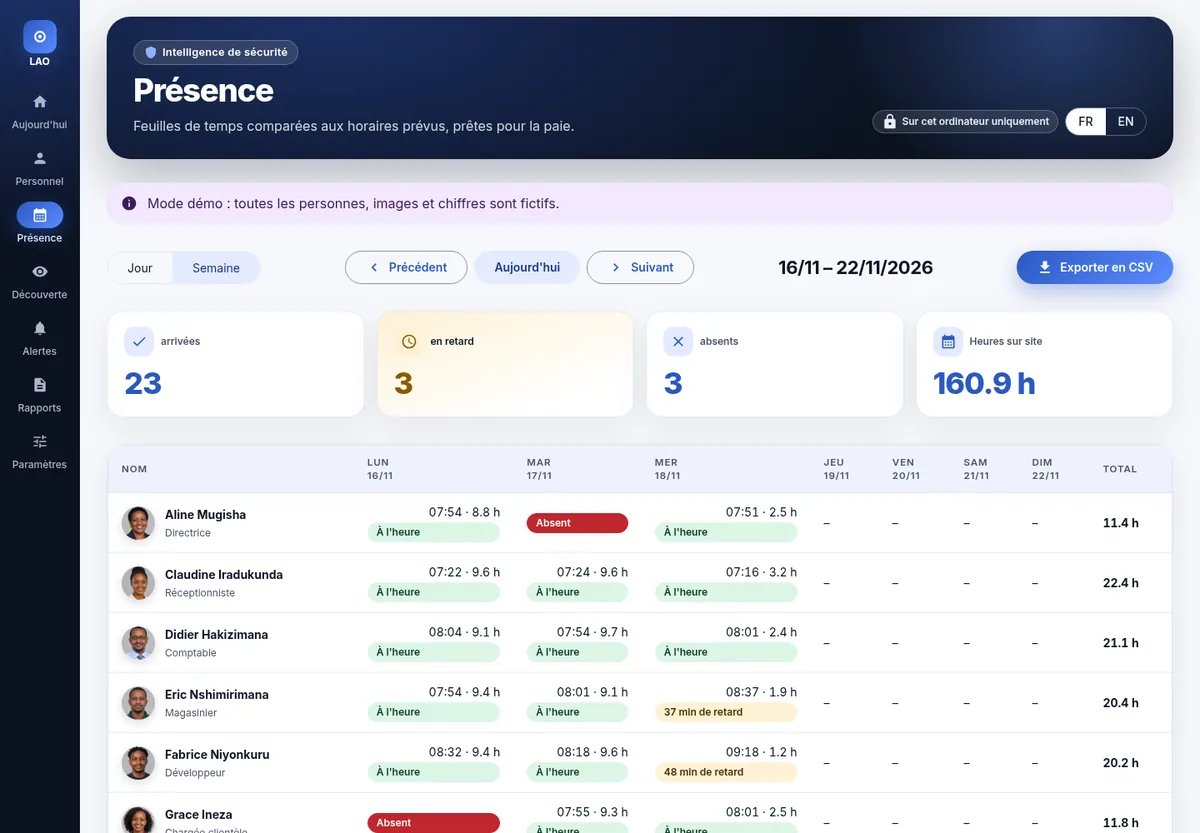 LAO
Aujourd'hui
Personnel
Présence
Découverte
Alertes
Rapports
Paramètres
Intelligence de sécurité
Présence
Feuilles de temps comparées aux horaires prévus, prêtes pour la paie.
Sur cet ordinateur uniquement
FR EN
Mode démo : toutes les personnes, images et chiffres sont fictifs.
Jour Semaine
Précédent Aujourd'hui Suivant
16/11 – 22/11/2026
Exporter en CSV
arrivées
23
en retard
3
absents
3
Heures sur site
160.9 h
NOM LUN 16/11 MAR 17/11 MER 18/11 JEU 19/11 VEN 20/11 SAM 21/11 DIM 22/11 TOTAL
Aline Mugisha
Directrice
07:54 · 8.8 h
À l'heure
Absent
07:51 · 2.5 h
À l'heure
– – – –
11.4 h
Claudine Iradukunda
Réceptionniste
07:22 · 9.6 h
À l'heure
07:24 · 9.6 h
À l'heure
07:16 · 3.2 h
À l'heure
– – – –
22.4 h
Didier Hakizimana
Comptable
08:04 · 9.1 h
À l'heure
07:54 · 9.7 h
À l'heure
08:01 · 2.4 h
À l'heure
– – – –
21.1 h
Eric Nshimirimana
Magasinier
07:54 · 9.4 h
À l'heure
08:01 · 9.1 h
À l'heure
08:37 · 1.9 h
37 min de retard
– – – –
20.4 h
Fabrice Niyonkuru
Développeur
08:32 · 9.4 h
À l'heure
08:18 · 9.6 h
À l'heure
09:18 · 1.2 h
48 min de retard
– – – –
20.2 h
Grace Ineza
Chargée clientèle
Absent
07:55 · 9.3 h
À l'heure
08:01 · 2.5 h
À l'heure
– – – –
11.8 h